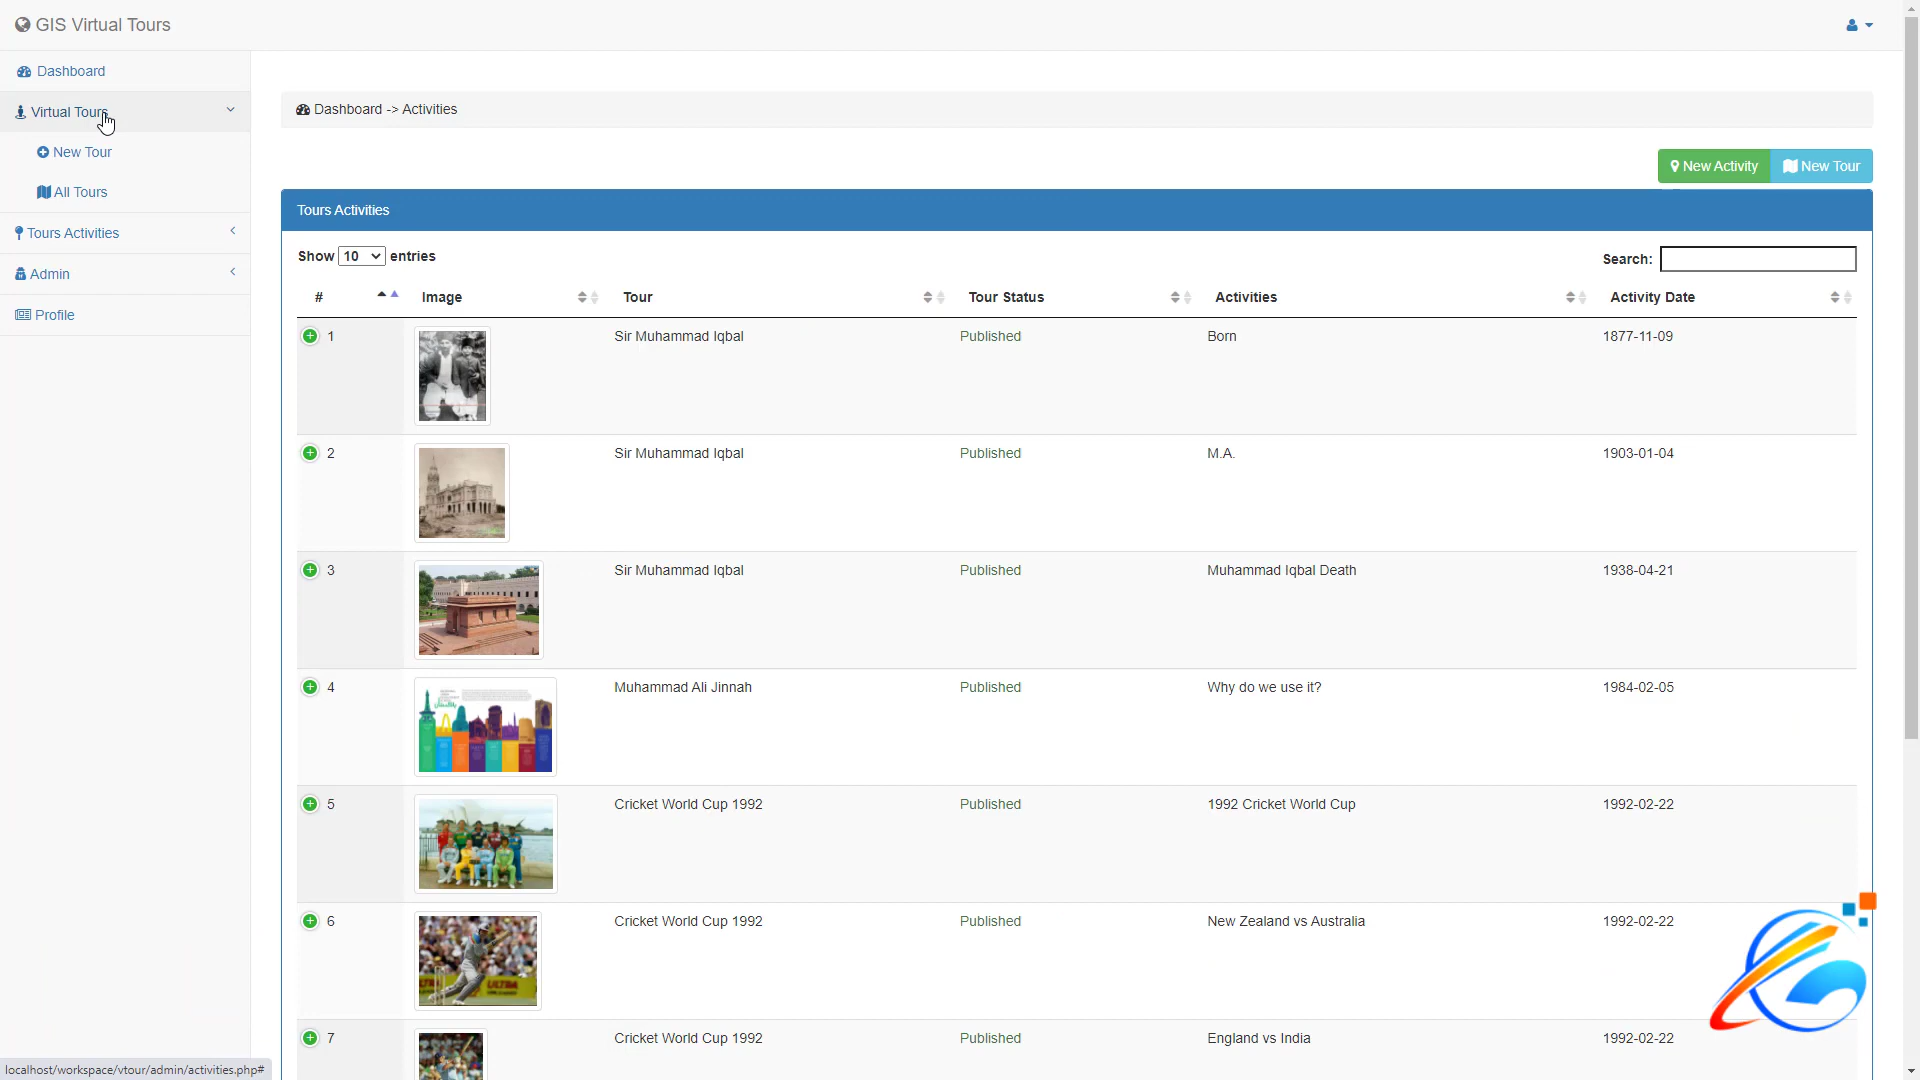 GIS Virtual Tours
Dashboard
Virtual Tours
New Tour
All Tours
Tours Activities
Admin
Profile
Dashboard -> Activities
New Activity New Tour
Tours Activities
Show 10 entries Search:
# Image Tour Tour Status Activities Activity Date
1 Sir Muhammad Iqbal Published Born 1877-11-09
2 Sir Muhammad Iqbal Published M.A. 1903-01-04
3 Sir Muhammad Iqbal Published Muhammad Iqbal Death 1938-04-21
4 Muhammad Ali Jinnah Published Why do we use it? 1984-02-05
5 Cricket World Cup 1992 Published 1992 Cricket World Cup 1992-02-22
6 Cricket World Cup 1992 Published New Zealand vs Australia 1992-02-22
ULTRA
7 Cricket World Cup 1992 Published England vs India 1992-02-22
localhost/workspace/vtour/admin/activities.php#